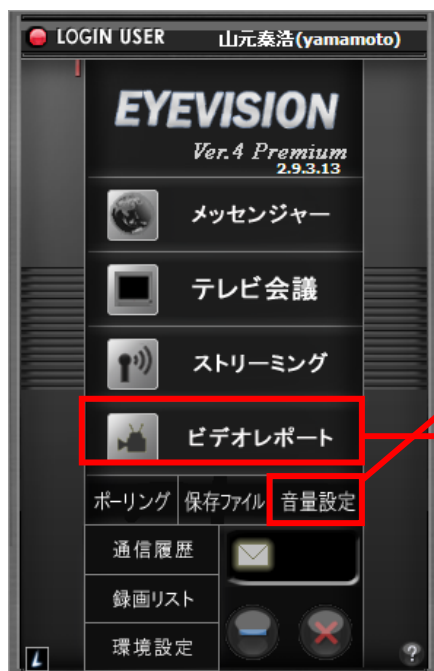 LOGIN USER 山元秦浩(yamamoto)
EYEVISION
Ver.4 Premium
2.9.3.13
メッセンジャー
テレビ会議
ストリーミング
ビデオレポート
ポーリング 保存ファイル 音量設定
通信履歴
録画リスト
環境設定
L ?